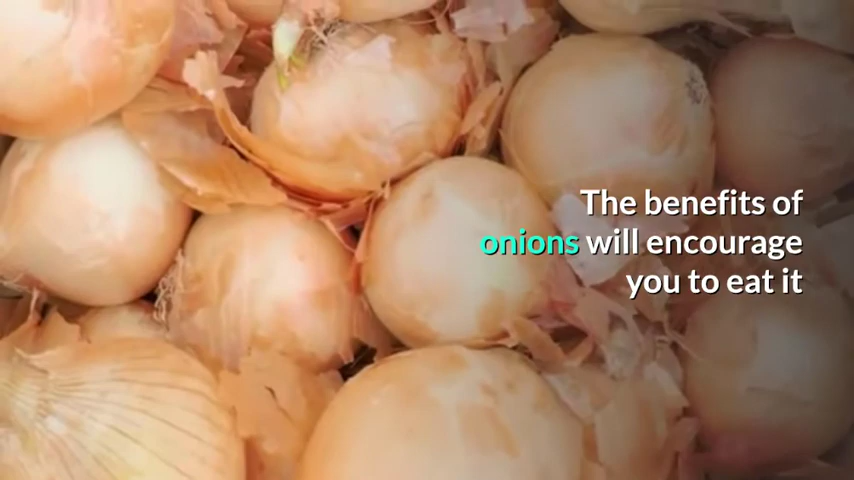 The benefits of
onions will encourage
you to eat it